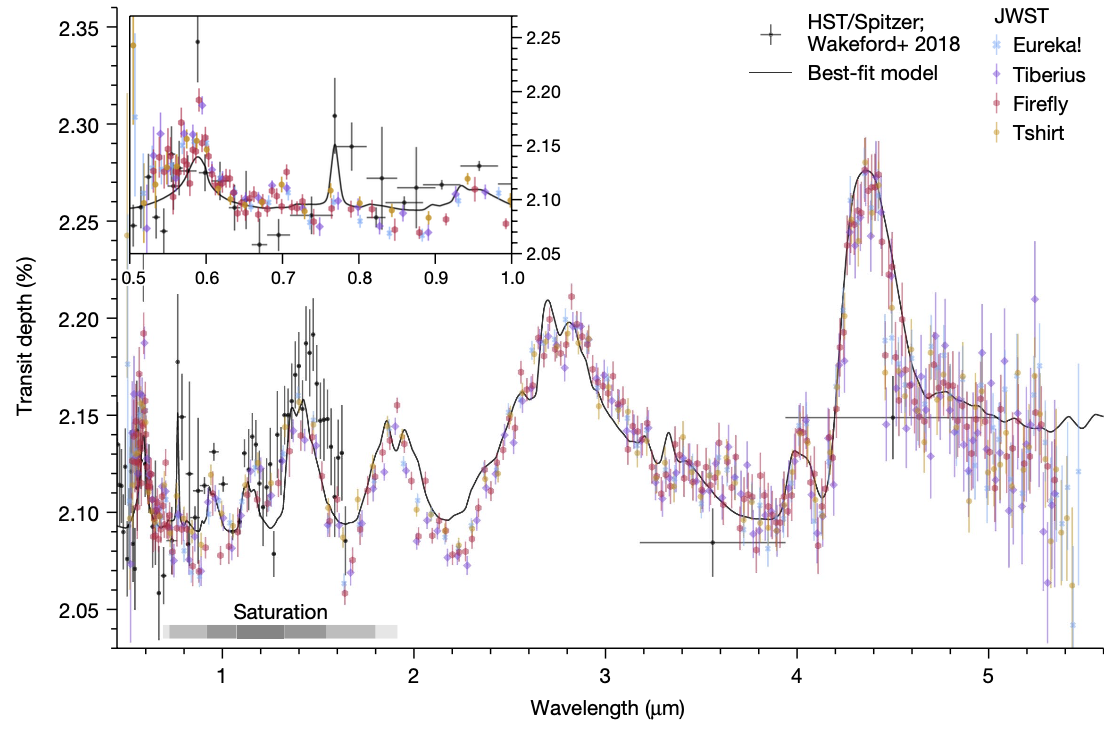 HST/Spitzer;
Wakeford+ 2018
Best-fit model
JWST
Eureka!
Tiberius
Firefly
Tshirt
2.35
2.30
2.25
2.20
2.15
2.10
2.05
Transit depth (%)
2.25
2.20
2.15
2.10
2.05
0.5
0.6
0.7
0.8
0.9
1.0
Saturation
1
2
3
4
5
Wavelength (μm)